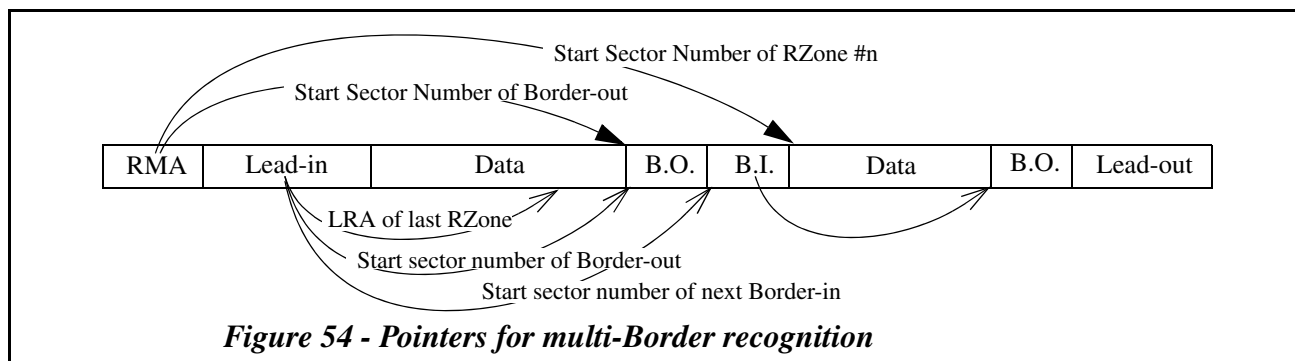 Start Sector Number of RZone #n
Start Sector Number of Border-out
RMA Lead-in Data B.O. B.I. Data B.O. Lead-out
LRA of last RZone
Start sector number of Border-out
Start sector number of next Border-in
Figure 54 - Pointers for multi-Border recognition